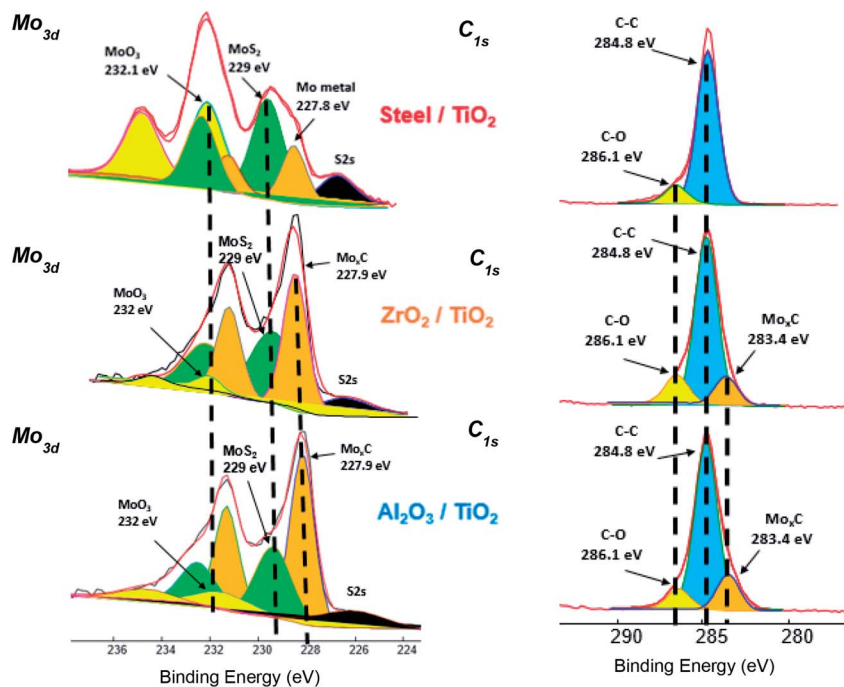 Mo3d
MoO3
232.1 eV
MoS2
229 eV
Mo metal
227.8 eV
S2s
Steel / TiO2
C1s
C-C
284.8 eV
C-O
286.1 eV
Mo3d
MoO3
232 eV
MoS2
229 eV
MoxC
227.9 eV
S2s
ZrO2 / TiO2
C1s
C-C
284.8 eV
C-O
286.1 eV
MoxC
283.4 eV
Mo3d
MoO3
232 eV
MoS2
229 eV
MoxC
227.9 eV
S2s
Al2O3 / TiO2
C1s
C-C
284.8 eV
C-O
286.1 eV
MoxC
283.4 eV
236 234 232 230 228 226 224
Binding Energy (eV)
290 285 280
Binding Energy (eV)